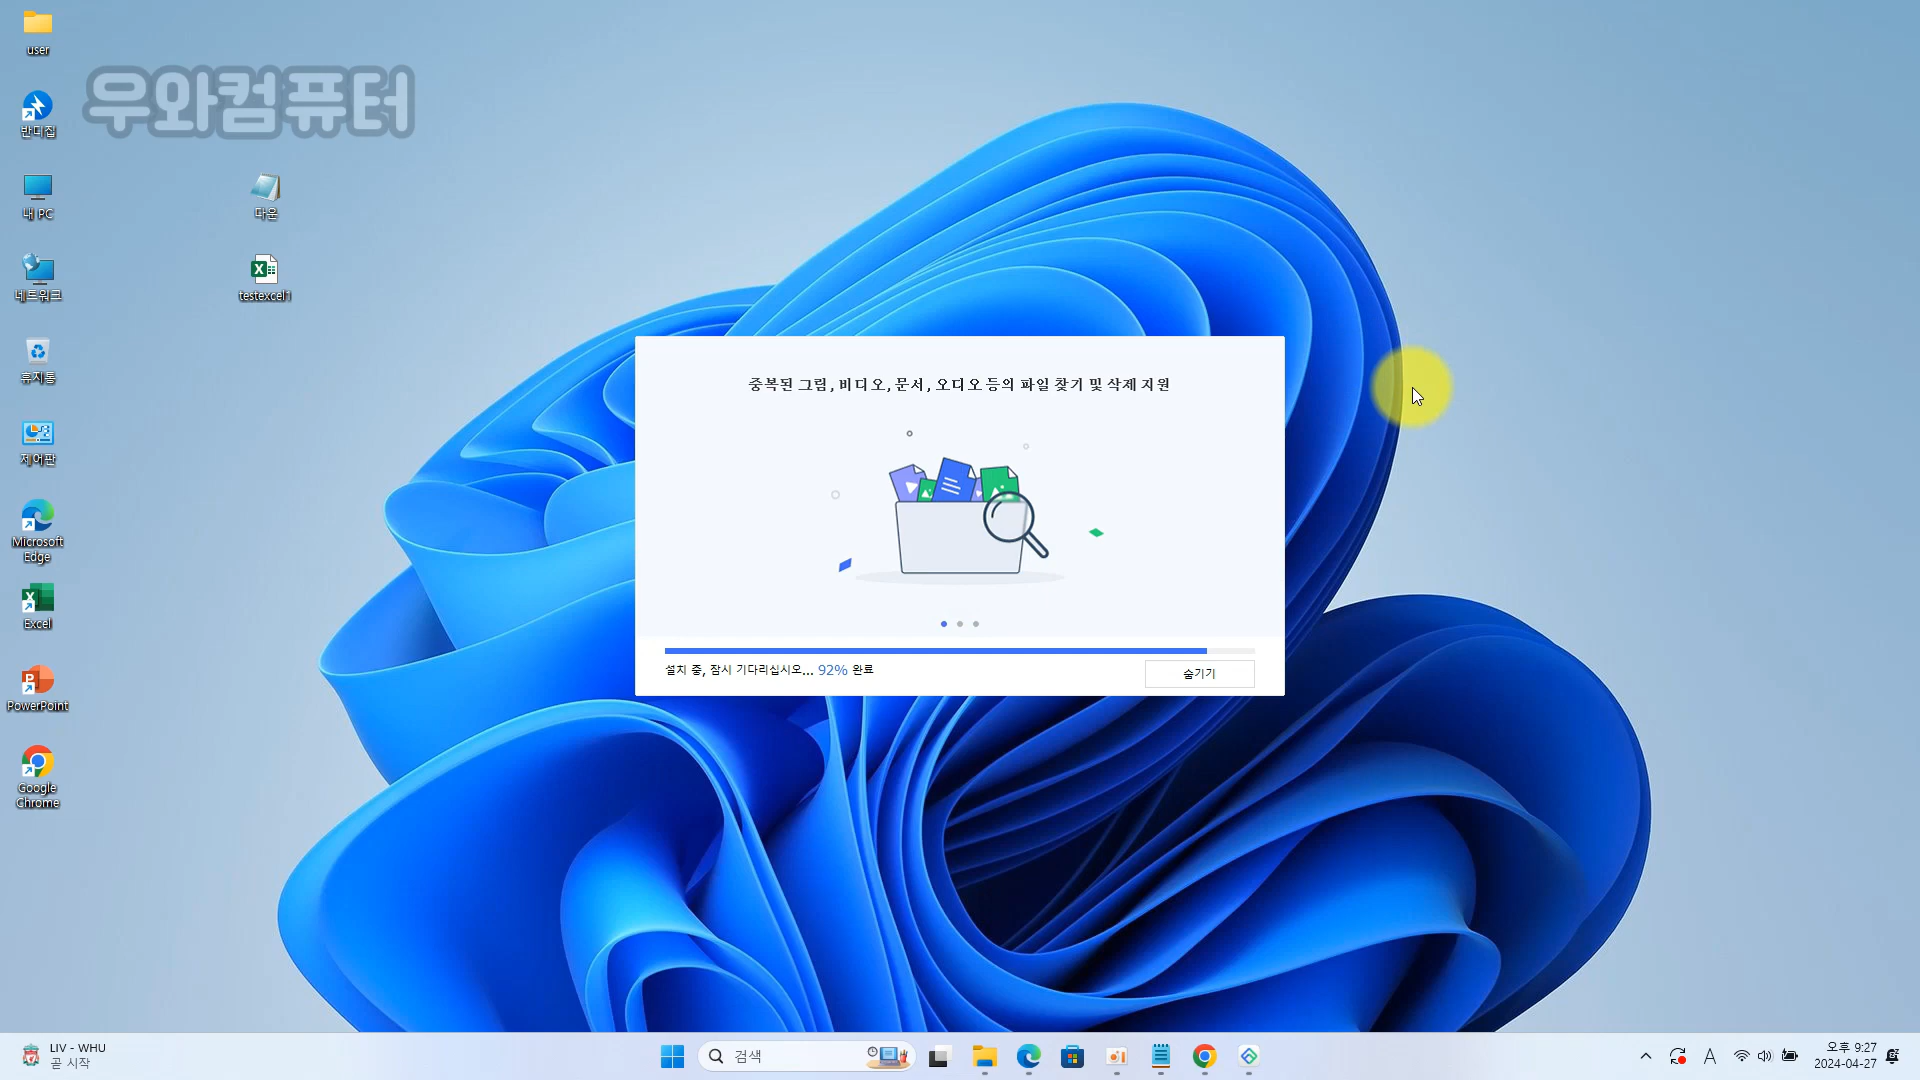 user
우와컴퓨터
반디집
내 PC
다운
네트워크
testexcel1
휴지통
제어판
Microsoft
Edge
Excel
PowerPoint
Google
Chrome
중복된 그림, 비디오, 문서, 오디오 등의 파일 찾기 및 삭제 지원
설치 중, 잠시 기다리십시오... 92% 완료
숨기기
LIV - WHU
곧 시작
검색
A
오후 9:27
2024-04-27